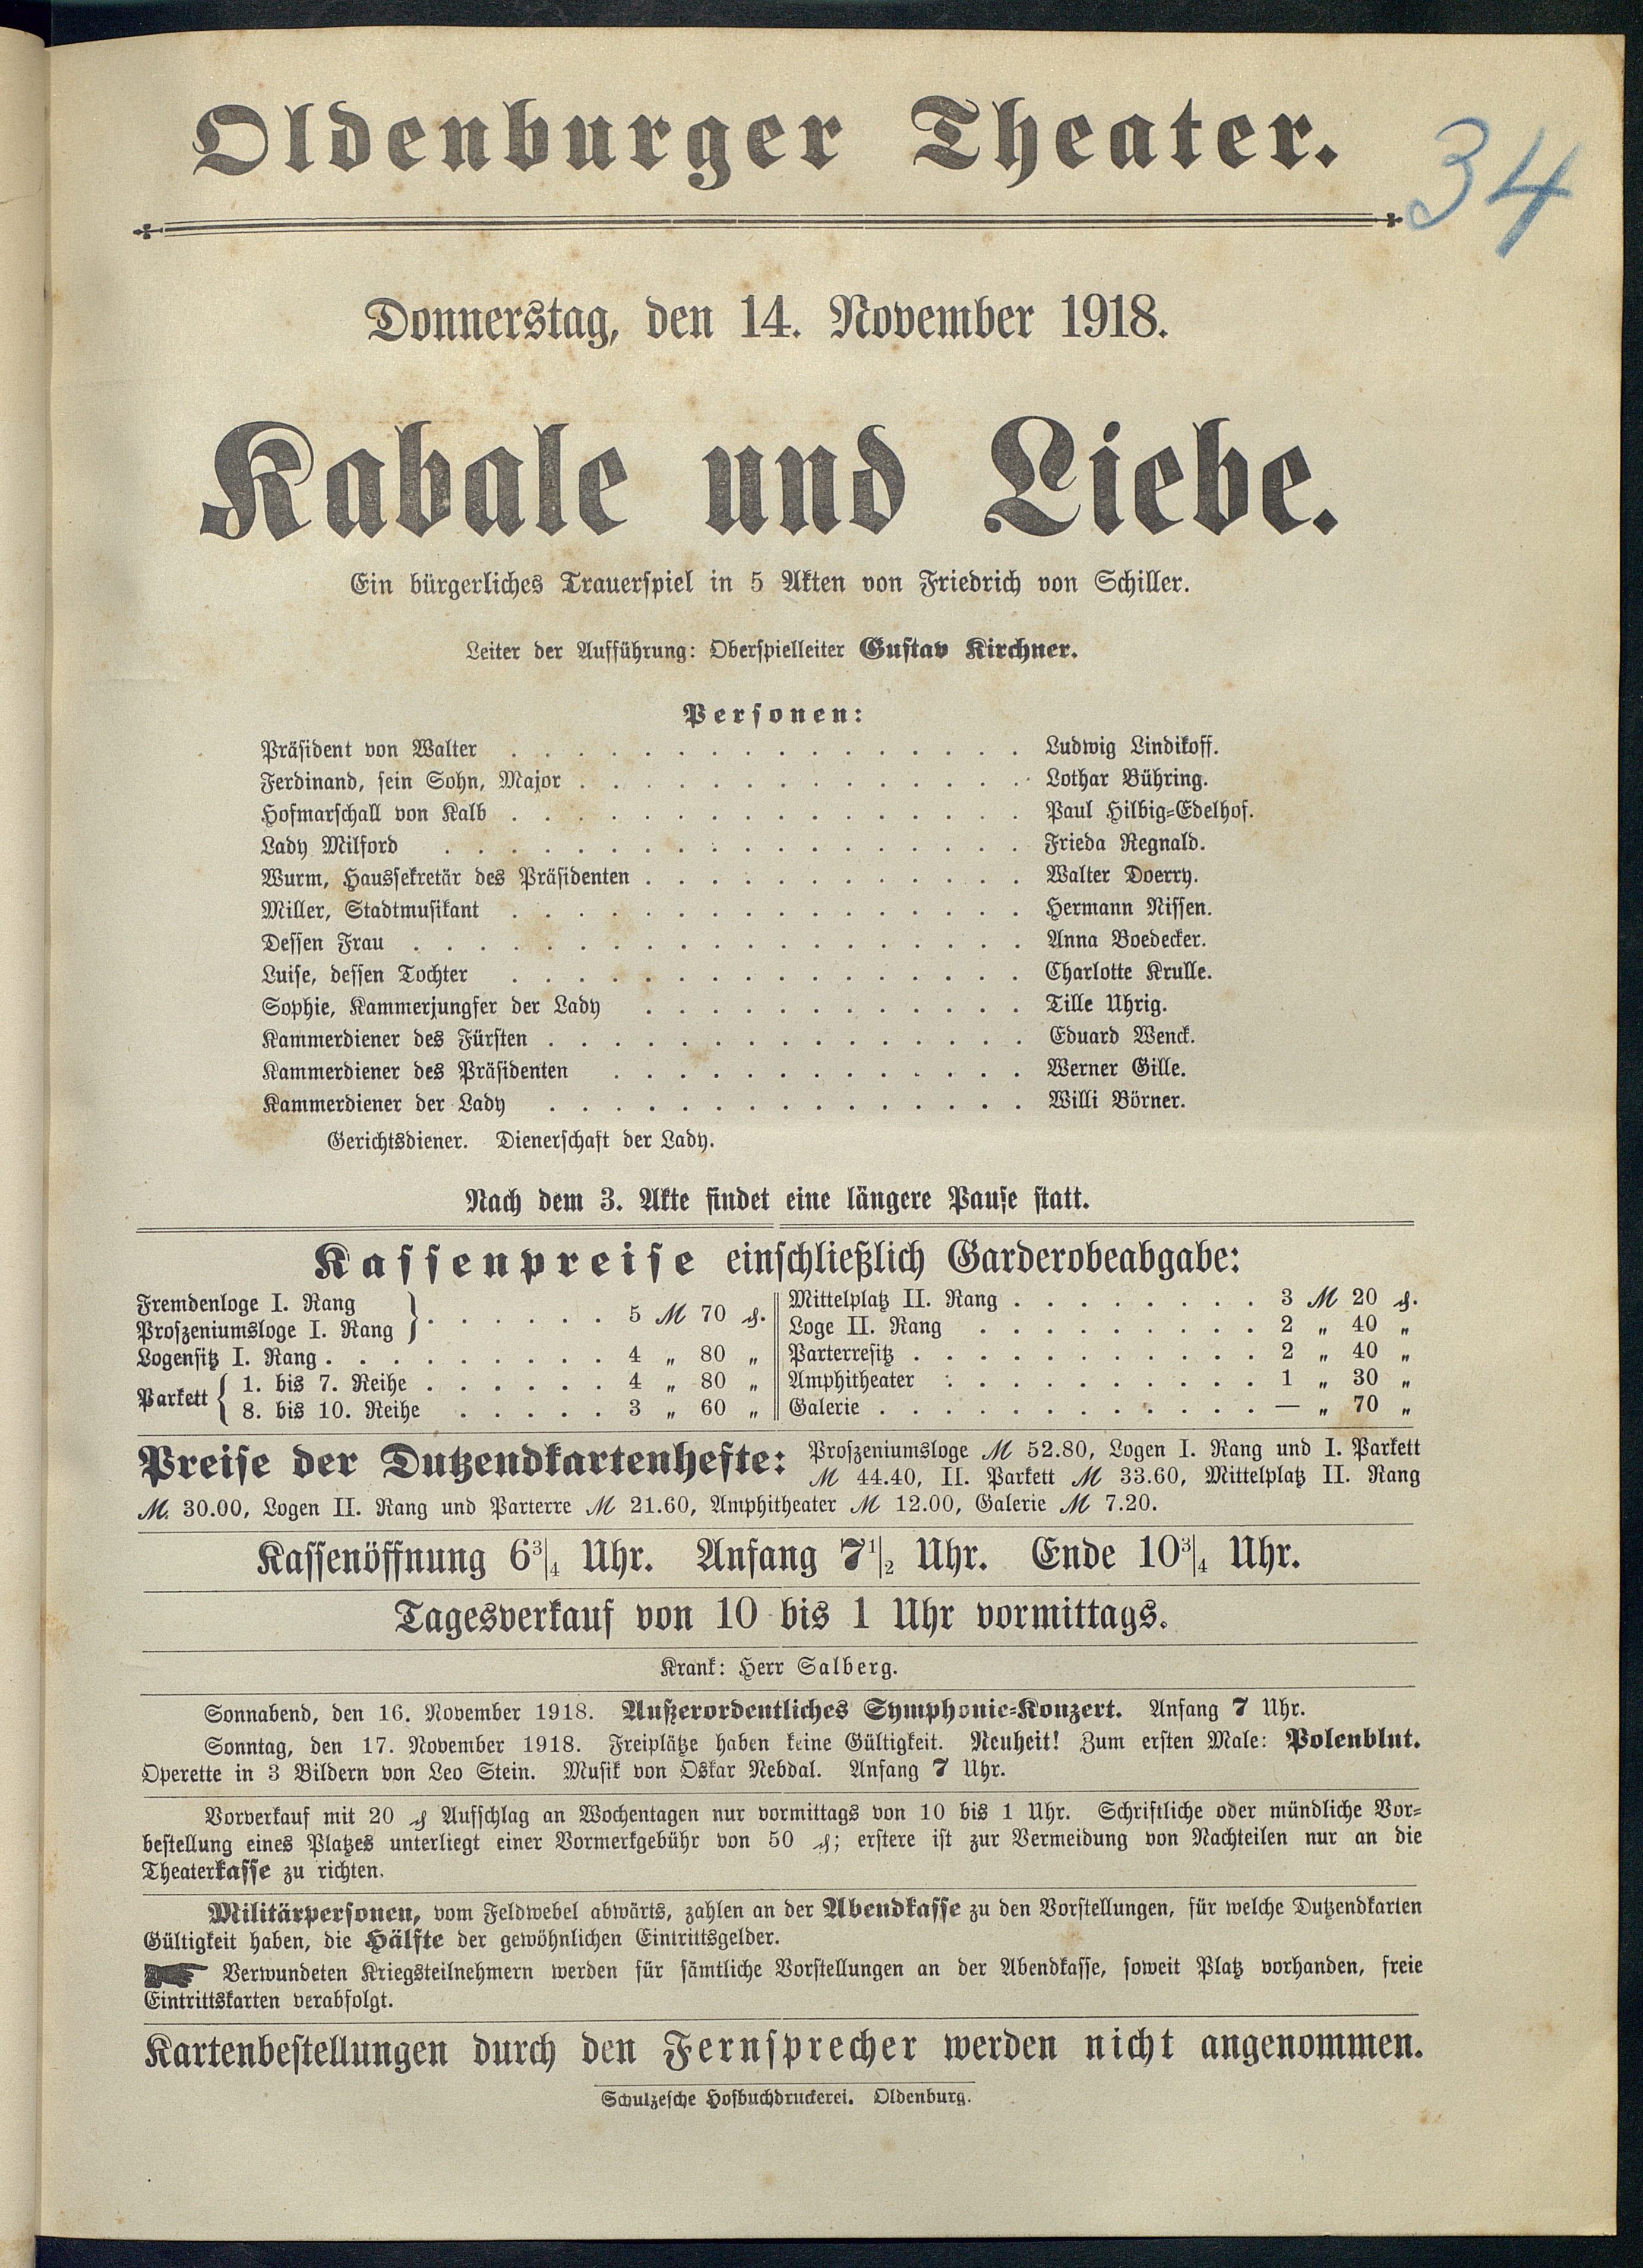 Oldenburger Theater.
34
Donnerstag, den 14. November 1918.
Kabale und Liebe.
Ein bürgerliches Trauerspiel in 5 Akten von Friedrich von Schiller.
Leiter der Aufführung: Oberspielleiter Gustav Kirchner.
Personen:
Präsident von Walter . . . . . . . . . . . . . . . . Ludwig Lindikoff.
Ferdinand, sein Sohn, Major . . . . . . . . . . . . . . Lothar Bühring.
Hofmarschall von Kalb . . . . . . . . . . . . . . . . Paul Hilbig-Edelhof.
Lady Milford . . . . . . . . . . . . . . . . . . Frieda Regnald.
Wurm, Haussekretär des Präsidenten . . . . . . . . . . . . Walter Doerry.
Miller, Stadtmusikant . . . . . . . . . . . . . . . . Hermann Nissen.
Dessen Frau . . . . . . . . . . . . . . . . . . . Anna Boedecker.
Luise, dessen Tochter . . . . . . . . . . . . . . . . Charlotte Krulle.
Sophie, Kammerjungfer der Lady . . . . . . . . . . . . Tille Uhrig.
Kammerdiener des Fürsten . . . . . . . . . . . . . . . Eduard Wenck.
Kammerdiener des Präsidenten . . . . . . . . . . . . . Werner Gille.
Kammerdiener der Lady . . . . . . . . . . . . . . . Willi Börner.
Gerichtsdiener. Dienerschaft der Lady.
Nach dem 3. Akte findet eine längere Pause statt.
Kassenpreise einschließlich Garderobeabgabe:
Fremdenloge I. Rang
Proszeniumsloge I. Rang } . . . . . . 5 M 70 ₰.
Logensitz I. Rang . . . . . . . . . 4 „ 80 „
Parkett { 1. bis 7. Reihe . . . . . . 4 „ 80 „
8. bis 10. Reihe . . . . . 3 „ 60 „
Mittelplatz II. Rang . . . . . . . . 3 M 20 ₰.
Loge II. Rang . . . . . . . . . 2 „ 40 „
Parterresitz . . . . . . . . . . . 2 „ 40 „
Amphitheater . . . . . . . . . . 1 „ 30 „
Galerie . . . . . . . . . . . . — „ 70 „
Preise der Dutzendkartenhefte: Proszeniumsloge M 52.80, Logen I. Rang und I. Parkett
M 44.40, II. Parkett M 33.60, Mittelplatz II. Rang
M. 30.00, Logen II. Rang und Parterre M 21.60, Amphitheater M 12.00, Galerie M 7.20.
Kassenöffnung 6 3/4 Uhr. Anfang 7 1/2 Uhr. Ende 10 3/4 Uhr.
Tagesverkauf von 10 bis 1 Uhr vormittags.
Krank: Herr Salberg.
Sonnabend, den 16. November 1918. Außerordentliches Symphonie-Konzert. Anfang 7 Uhr.
Sonntag, den 17. November 1918. Freiplätze haben keine Gültigkeit. Neuheit! Zum ersten Male: Polenblut.
Operette in 3 Bildern von Leo Stein. Musik von Oskar Nedbal. Anfang 7 Uhr.
Vorverkauf mit 20 ₰ Aufschlag an Wochentagen nur vormittags von 10 bis 1 Uhr. Schriftliche oder mündliche Vor-
bestellung eines Platzes unterliegt einer Vormerkgebühr von 50 ₰; erstere ist zur Vermeidung von Nachteilen nur an die
Theaterkasse zu richten.
Militärpersonen, vom Feldwebel abwärts, zahlen an der Abendkasse zu den Vorstellungen, für welche Dutzendkarten
Gültigkeit haben, die Hälfte der gewöhnlichen Eintrittsgelder.
☛ Verwundeten Kriegsteilnehmern werden für sämtliche Vorstellungen an der Abendkasse, soweit Platz vorhanden, freie
Eintrittskarten verabfolgt.
Kartenbestellungen durch den Fernsprecher werden nicht angenommen.
Schulzesche Hofbuchdruckerei. Oldenburg.